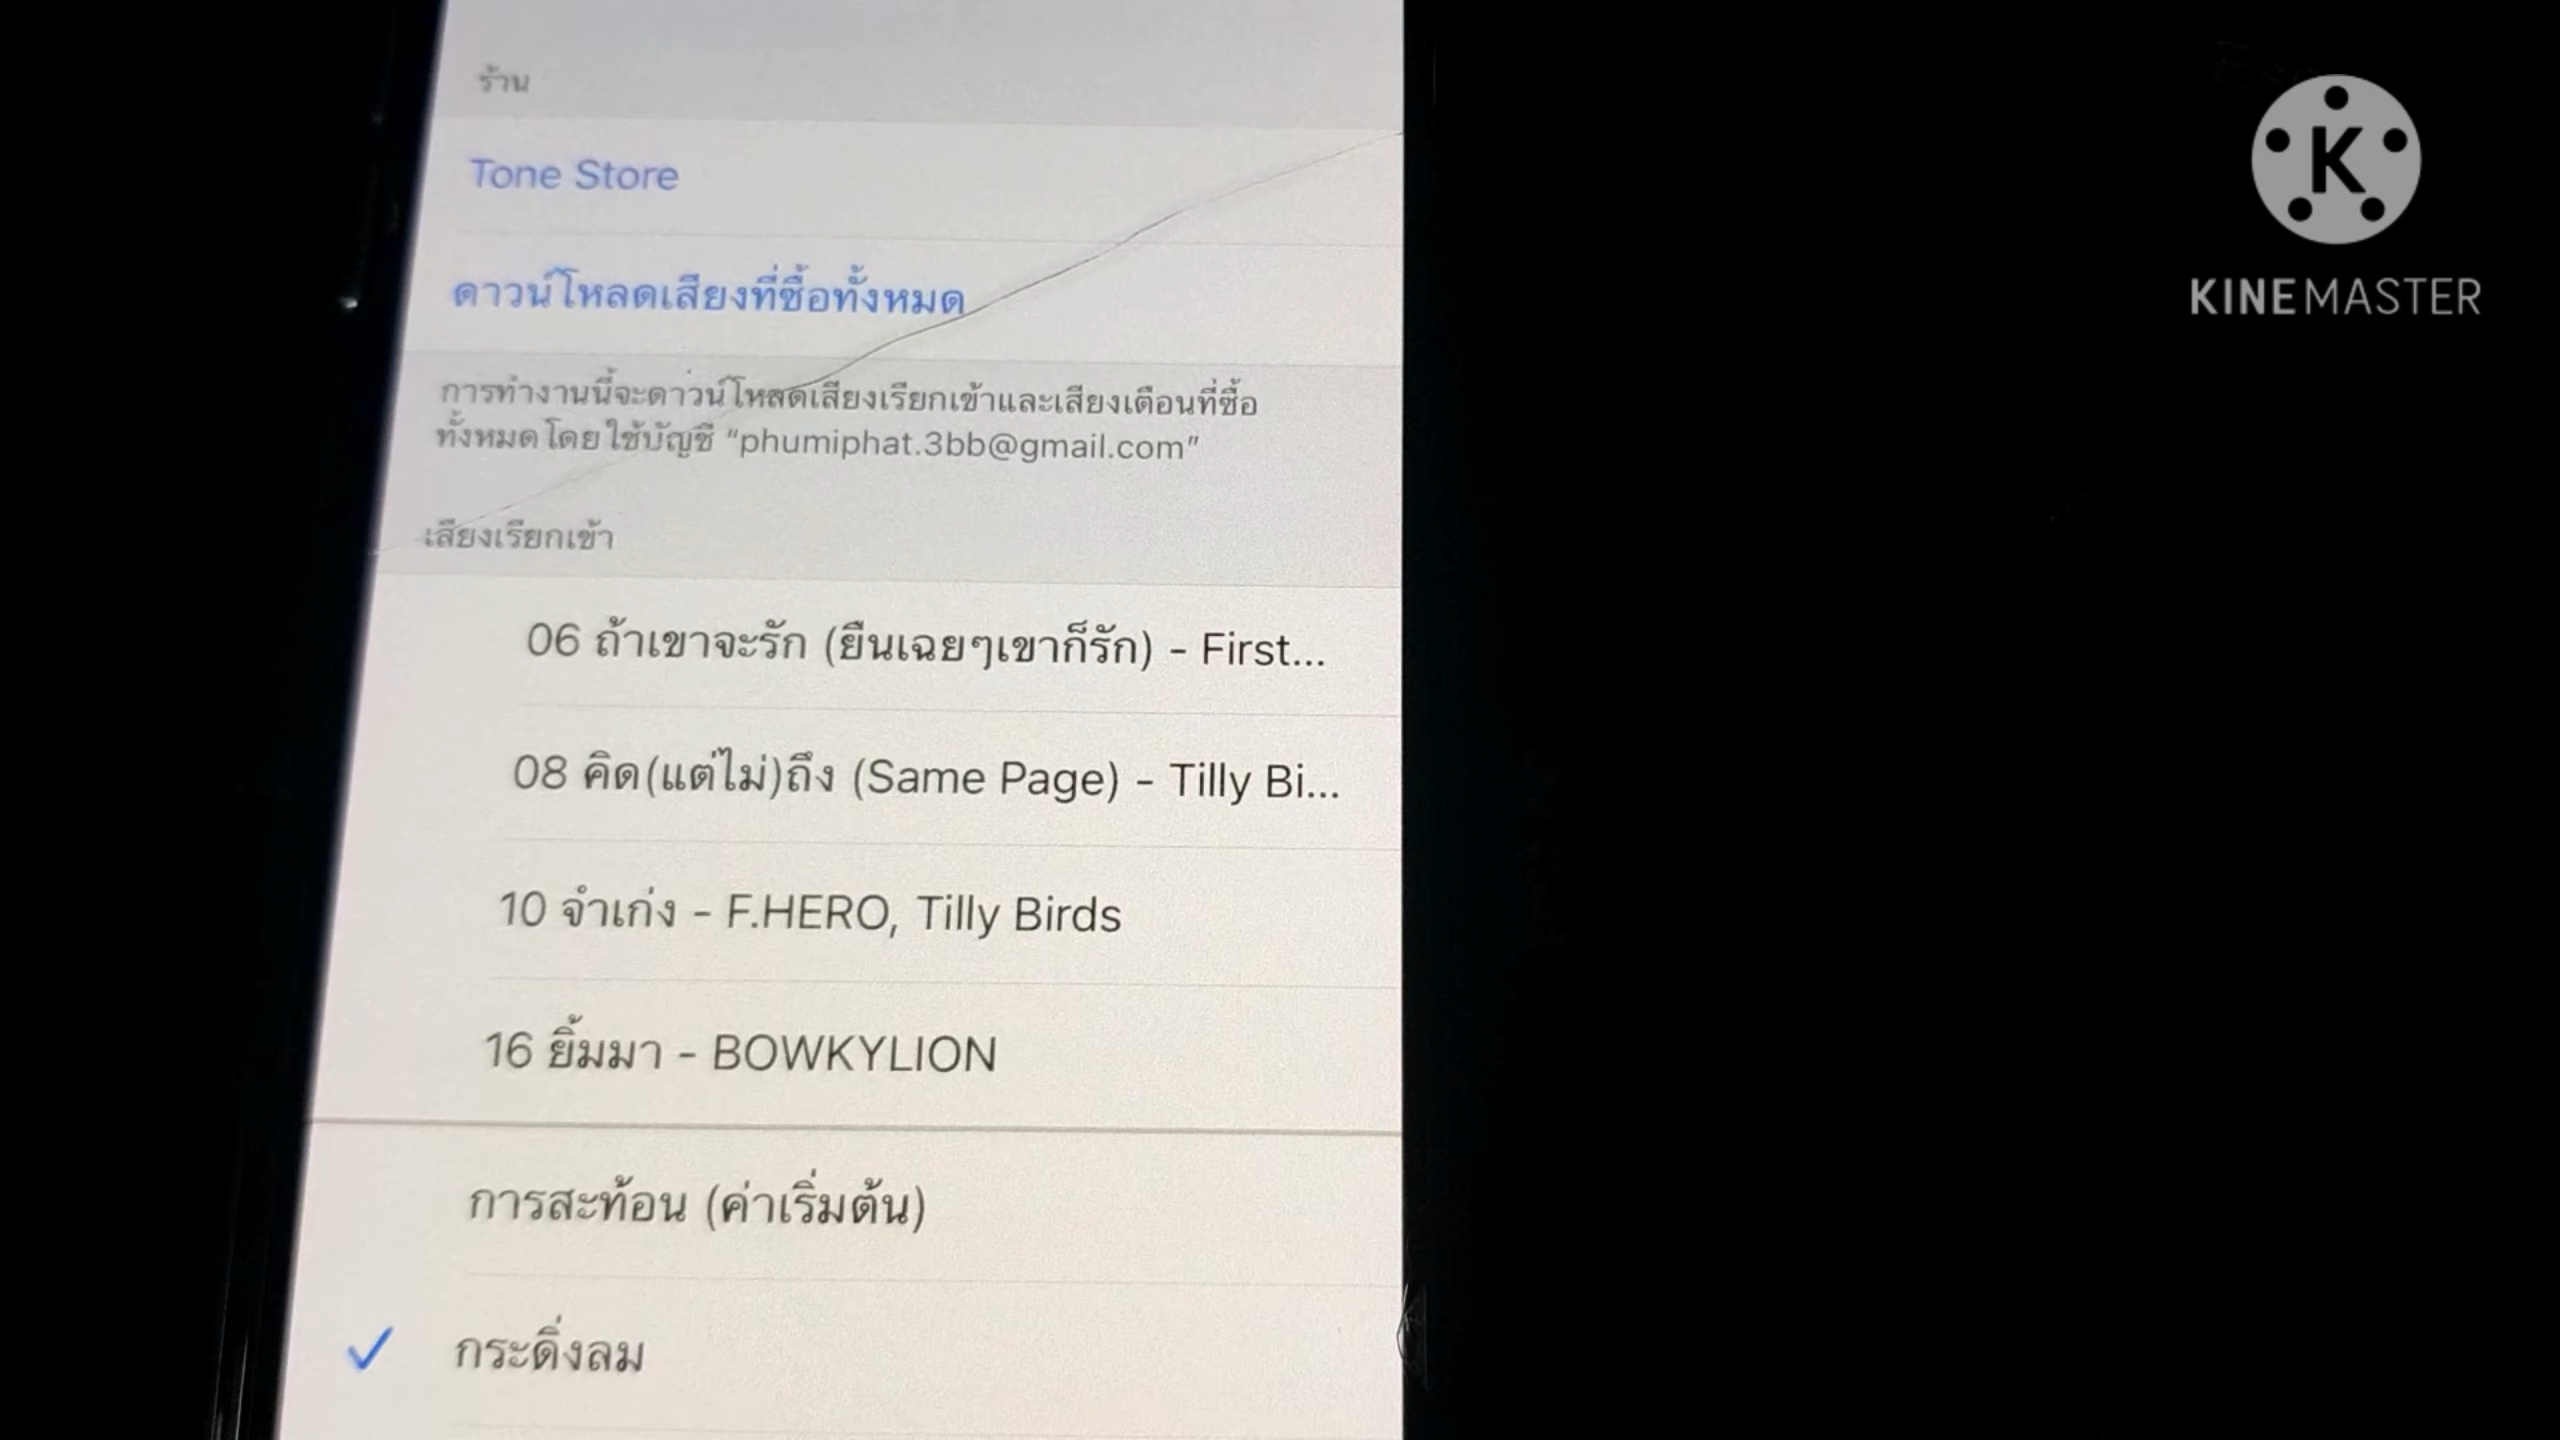 ร้าน
Tone Store
ดาวน์โหลดเสียงที่ซื้อทั้งหมด
การทำงานนี้จะดาวน์โหลดเสียงเรียกเข้าและเสียงเตือนที่ซื้อ
ทั้งหมดโดยใช้บัญชี “phumiphat.3bb@gmail.com”
เสียงเรียกเข้า
06 ถ้าเขาจะรัก (ยืนเฉยๆเขาก็รัก) - First...
08 คิด(แต่ไม่)ถึง (Same Page) - Tilly Bi...
10 จำเก่ง - F.HERO, Tilly Birds
16 ยิ้มมา - BOWKYLION
การสะท้อน (ค่าเริ่มต้น)
กระดิ่งลม
K
KINEMASTER